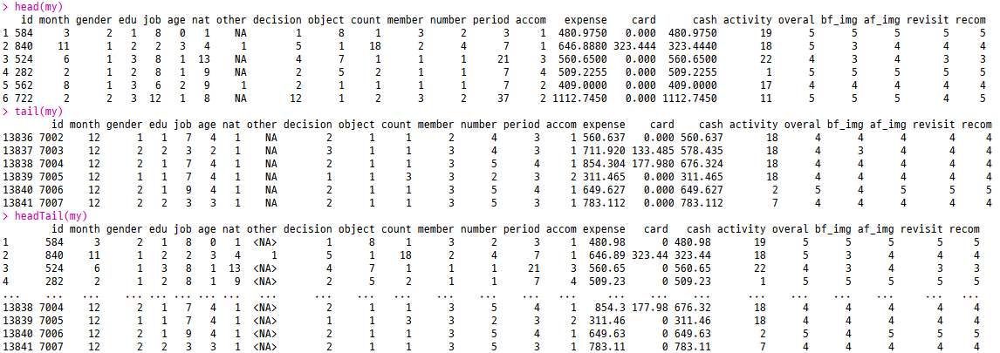 > head(my)
id month gender edu job age nat other decision object count member number period accom expense card cash activity overal bf_img af_img revisit recom
1 584 3 2 1 8 0 1 NA 1 8 1 3 2 3 1 480.9750 0.000 480.9750 19 5 5 5 5 5
2 840 11 1 2 2 3 4 1 5 1 18 2 4 7 1 646.8880 323.444 323.4440 18 5 3 4 4 4
3 524 6 1 3 8 1 13 NA 4 7 1 1 1 21 3 560.6500 0.000 560.6500 22 4 3 4 3 3
4 282 2 1 2 8 1 9 NA 2 5 2 1 1 7 4 509.2255 0.000 509.2255 1 5 5 5 5 5
5 562 8 1 3 6 2 9 1 2 1 1 1 1 7 2 409.0000 0.000 409.0000 17 4 4 4 4 4
6 722 2 2 3 12 1 8 NA 12 1 2 3 2 37 2 1112.7450 0.000 1112.7450 11 5 5 5 4 5
> tail(my)
id month gender edu job age nat other decision object count member number period accom expense card cash activity overal bf_img af_img revisit recom
13836 7002 12 1 1 7 4 1 NA 2 1 1 2 4 3 1 560.637 0.000 560.637 18 4 4 4 4 4
13837 7003 12 2 2 3 2 1 NA 3 1 1 3 4 3 1 711.920 133.485 578.435 18 4 3 4 4 4
13838 7004 12 2 1 7 4 1 NA 2 1 1 3 5 4 1 854.304 177.980 676.324 18 4 4 4 4 4
13839 7005 12 1 1 7 4 1 NA 1 1 3 3 2 3 2 311.465 0.000 311.465 18 4 4 4 4 4
13840 7006 12 2 1 9 4 1 NA 2 1 1 3 5 4 1 649.627 0.000 649.627 2 5 4 5 5 5
13841 7007 12 2 2 3 3 1 NA 2 1 1 3 5 3 1 783.112 0.000 783.112 7 4 4 4 4 4
> headTail(my)
id month gender edu job age nat other decision object count member number period accom expense card cash activity overal bf_img af_img revisit recom
1 584 3 2 1 8 0 1 <NA> 1 8 1 3 2 3 1 480.98 0 480.98 19 5 5 5 5 5
2 840 11 1 2 2 3 4 1 5 1 18 2 4 7 1 646.89 323.44 323.44 18 5 3 4 4 4
3 524 6 1 3 8 1 13 <NA> 4 7 1 1 1 21 3 560.65 0 560.65 22 4 3 4 3 3
4 282 2 1 2 8 1 9 <NA> 2 5 2 1 1 7 4 509.23 0 509.23 1 5 5 5 5 5
... ... ... ... ... ... ... ... ... ... ... ... ... ... ... ... ... ... ... ... ... ... ... ... ...
13838 7004 12 2 1 7 4 1 <NA> 2 1 1 3 5 4 1 854.3 177.98 676.32 18 4 4 4 4 4
13839 7005 12 1 1 7 4 1 <NA> 1 1 3 3 2 3 2 311.46 0 311.46 18 4 4 4 4 4
13840 7006 12 2 1 9 4 1 <NA> 2 1 1 3 5 4 1 649.63 0 649.63 2 5 4 5 5 5
13841 7007 12 2 2 3 3 1 <NA> 2 1 1 3 5 3 1 783.11 0 783.11 7 4 4 4 4 4